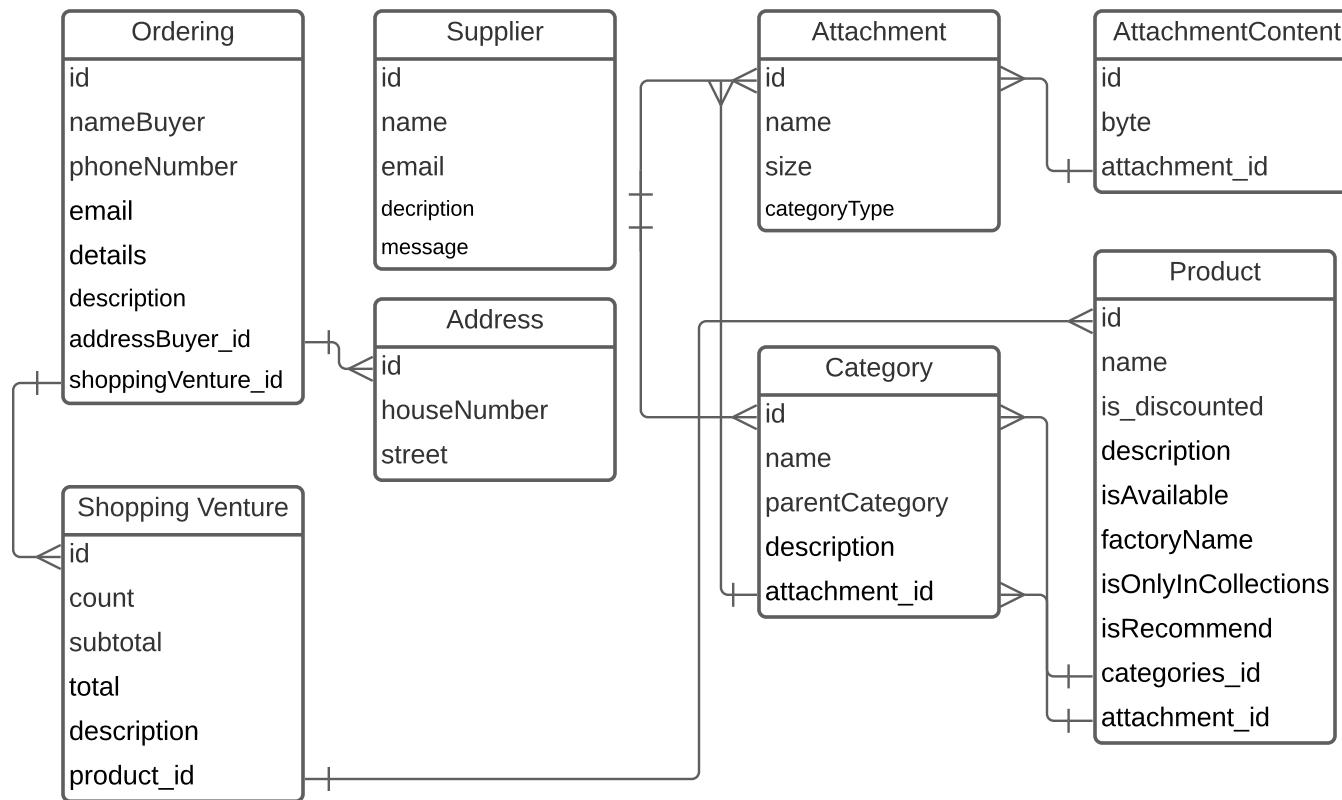 Ordering
id
nameBuyer
phoneNumber
email
details
description
addressBuyer_id
shoppingVenture_id
Supplier
id
name
email
decription
message
Attachment
id
name
size
categoryType
AttachmentContent
id
byte
attachment_id
Address
id
houseNumber
street
Category
id
name
parentCategory
description
attachment_id
Product
id
name
is_discounted
description
isAvailable
factoryName
isOnlyInCollections
isRecommend
categories_id
attachment_id
Shopping Venture
id
count
subtotal
total
description
product_id